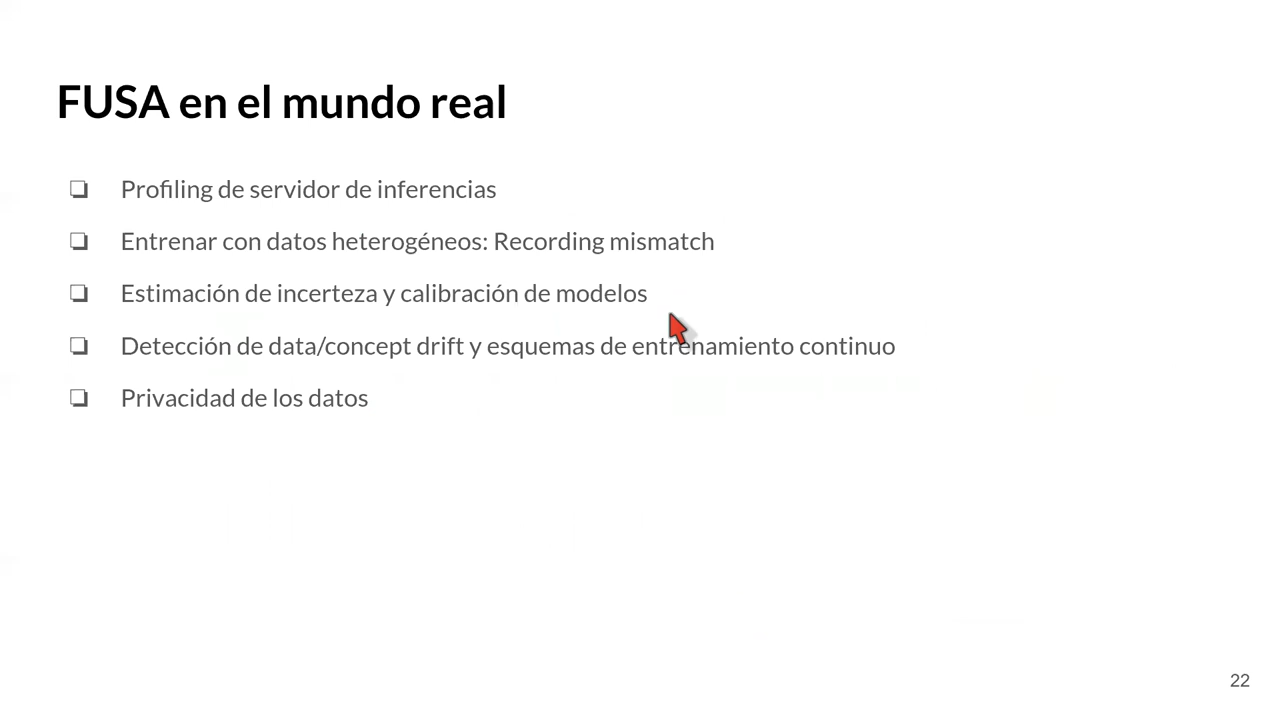 FUSA en el mundo real
❏ Profiling de servidor de inferencias
❏ Entrenar con datos heterogéneos: Recording mismatch
❏ Estimación de incerteza y calibración de modelos
❏ Detección de data/concept drift y esquemas de entrenamiento continuo
❏ Privacidad de los datos
22